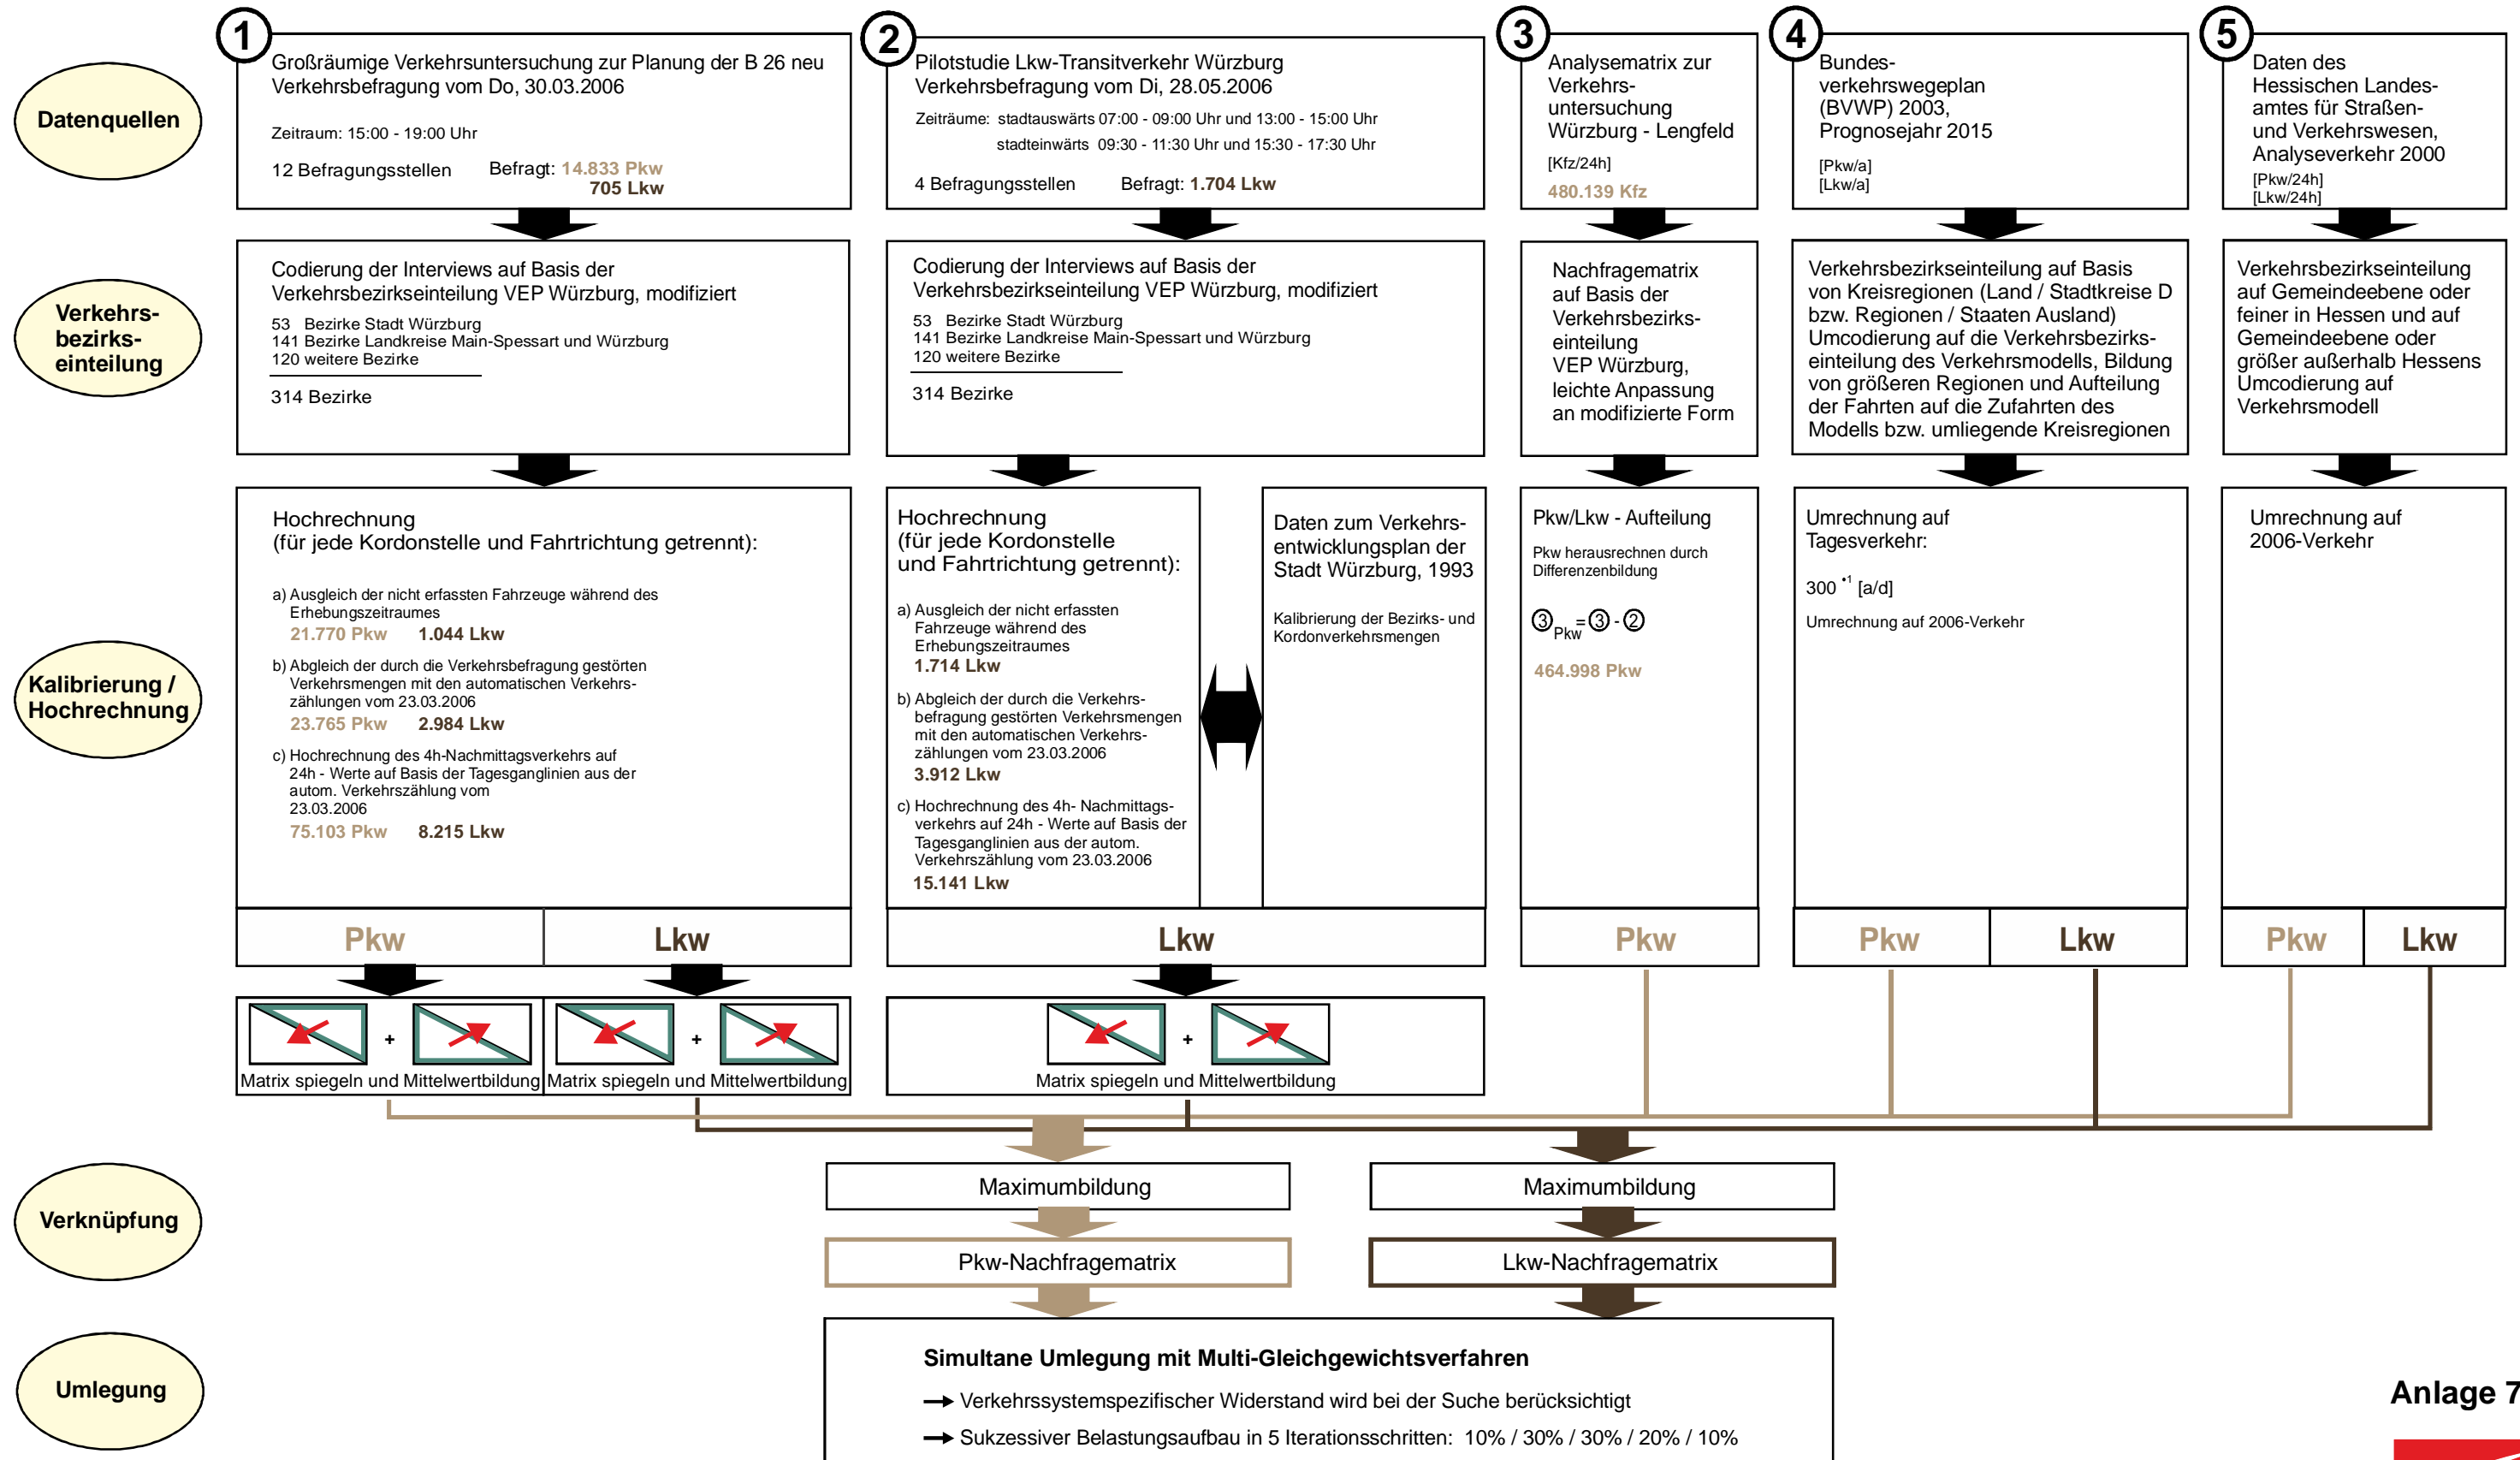 1
Großräumige Verkehrsuntersuchung zur Planung der B 26 neu
Verkehrsbefragung vom Do, 30.03.2006
Zeitraum: 15:00 - 19:00 Uhr
12 Befragungsstellen Befragt: 14.833 Pkw
705 Lkw
2
Pilotstudie Lkw-Transitverkehr Würzburg
Verkehrsbefragung vom Di, 28.05.2006
Zeiträume: stadtauswärts 07:00 - 09:00 Uhr und 13:00 - 15:00 Uhr
stadteinwärts 09:30 - 11:30 Uhr und 15:30 - 17:30 Uhr
4 Befragungsstellen Befragt: 1.704 Lkw
3
Analysematrix zur
Verkehrs-
untersuchung
Würzburg - Lengfeld
[Kfz/24h]
480.139 Kfz
4
Bundes-
verkehrswegeplan
(BVWP) 2003,
Prognosejahr 2015
[Pkw/a]
[Lkw/a]
5
Daten des
Hessischen Landes-
amtes für Straßen-
und Verkehrswesen,
Analyseverkehr 2000
[Pkw/24h]
[Lkw/24h]
Datenquellen
Verkehrs-
bezirks-
einteilung
Codierung der Interviews auf Basis der
Verkehrsbezirkseinteilung VEP Würzburg, modifiziert
53 Bezirke Stadt Würzburg
141 Bezirke Landkreise Main-Spessart und Würzburg
120 weitere Bezirke
314 Bezirke
Codierung der Interviews auf Basis der
Verkehrsbezirkseinteilung VEP Würzburg, modifiziert
53 Bezirke Stadt Würzburg
141 Bezirke Landkreise Main-Spessart und Würzburg
120 weitere Bezirke
314 Bezirke
Nachfragematrix
auf Basis der
Verkehrsbezirks-
einteilung
VEP Würzburg,
leichte Anpassung
an modifizierte Form
Verkehrsbezirkseinteilung auf Basis
von Kreisregionen (Land / Stadtkreise D
bzw. Regionen / Staaten Ausland)
Umcodierung auf die Verkehrsbezirks-
einteilung des Verkehrsmodells, Bildung
von größeren Regionen und Aufteilung
der Fahrten auf die Zufahrten des
Modells bzw. umliegende Kreisregionen
Verkehrsbezirkseinteilung
auf Gemeindeebene oder
feiner in Hessen und auf
Gemeindeebene oder
größer außerhalb Hessens
Umcodierung auf
Verkehrsmodell
Kalibrierung /
Hochrechnung
Hochrechnung
(für jede Kordonstelle und Fahrtrichtung getrennt):
a) Ausgleich der nicht erfassten Fahrzeuge während des
Erhebungszeitraumes
21.770 Pkw 1.044 Lkw
b) Abgleich der durch die Verkehrsbefragung gestörten
Verkehrsmengen mit den automatischen Verkehrs-
zählungen vom 23.03.2006
23.765 Pkw 2.984 Lkw
c) Hochrechnung des 4h-Nachmittagsverkehrs auf
24h - Werte auf Basis der Tagesganglinien aus der
autom. Verkehrszählung vom
23.03.2006
75.103 Pkw 8.215 Lkw
Hochrechnung
(für jede Kordonstelle
und Fahrtrichtung getrennt):
a) Ausgleich der nicht erfassten
Fahrzeuge während des
Erhebungszeitraumes
1.714 Lkw
b) Abgleich der durch die Verkehrs-
befragung gestörten Verkehrsmengen
mit den automatischen Verkehrs-
zählungen vom 23.03.2006
3.912 Lkw
c) Hochrechnung des 4h- Nachmittags-
verkehrs auf 24h - Werte auf Basis der
Tagesganglinien aus der autom.
Verkehrszählung vom 23.03.2006
15.141 Lkw
Daten zum Verkehrs-
entwicklungsplan der
Stadt Würzburg, 1993
Kalibrierung der Bezirks- und
Kordonverkehrsmengen
Pkw/Lkw - Aufteilung
Pkw herausrechnen durch
Differenzenbildung
3 Pkw = 3 - 2
464.998 Pkw
Umrechnung auf
Tagesverkehr:
300 •1 [a/d]
Umrechnung auf 2006-Verkehr
Umrechnung auf
2006-Verkehr
Pkw Lkw Lkw Pkw Pkw Lkw Pkw Lkw
+ + +
Matrix spiegeln und Mittelwertbildung
Matrix spiegeln und Mittelwertbildung
Matrix spiegeln und Mittelwertbildung
Verknüpfung
Maximumbildung
Maximumbildung
Pkw-Nachfragematrix
Lkw-Nachfragematrix
Umlegung
Simultane Umlegung mit Multi-Gleichgewichtsverfahren
Verkehrssystemspezifischer Widerstand wird bei der Suche berücksichtigt
Sukzessiver Belastungsaufbau in 5 Iterationsschritten: 10% / 30% / 30% / 20% / 10%
Anlage 7